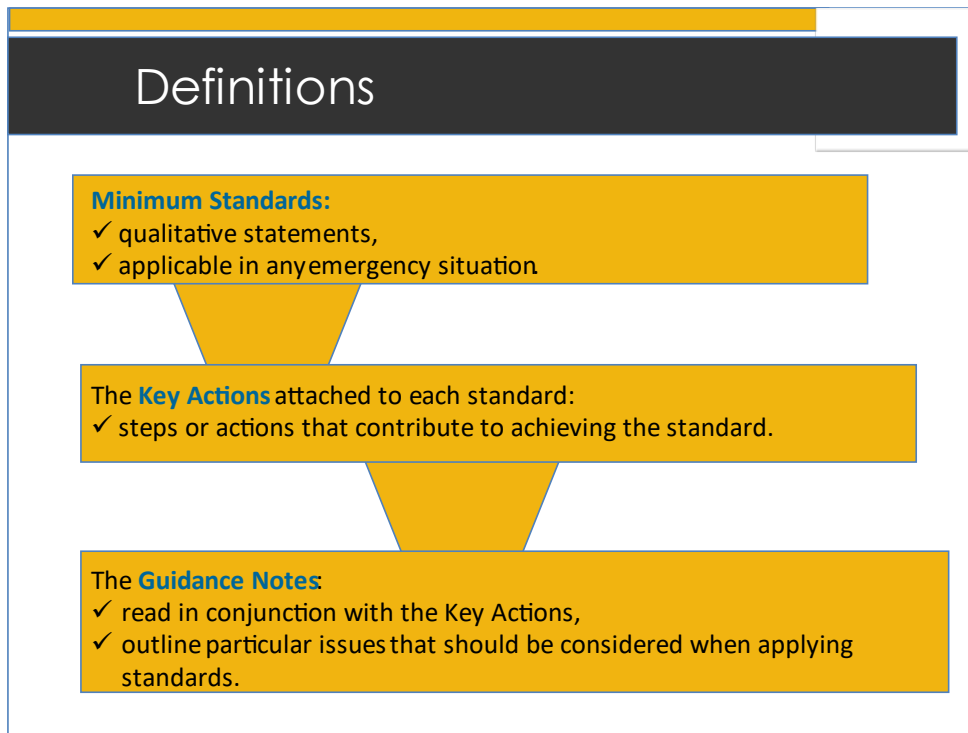 Definitions
Minimum Standards:
✓ qualitative statements,
✓ applicable in any emergency situation.
The Key Actions attached to each standard:
✓ steps or actions that contribute to achieving the standard.
The Guidance Notes:
✓ read in conjunction with the Key Actions,
✓ outline particular issues that should be considered when applying
standards.